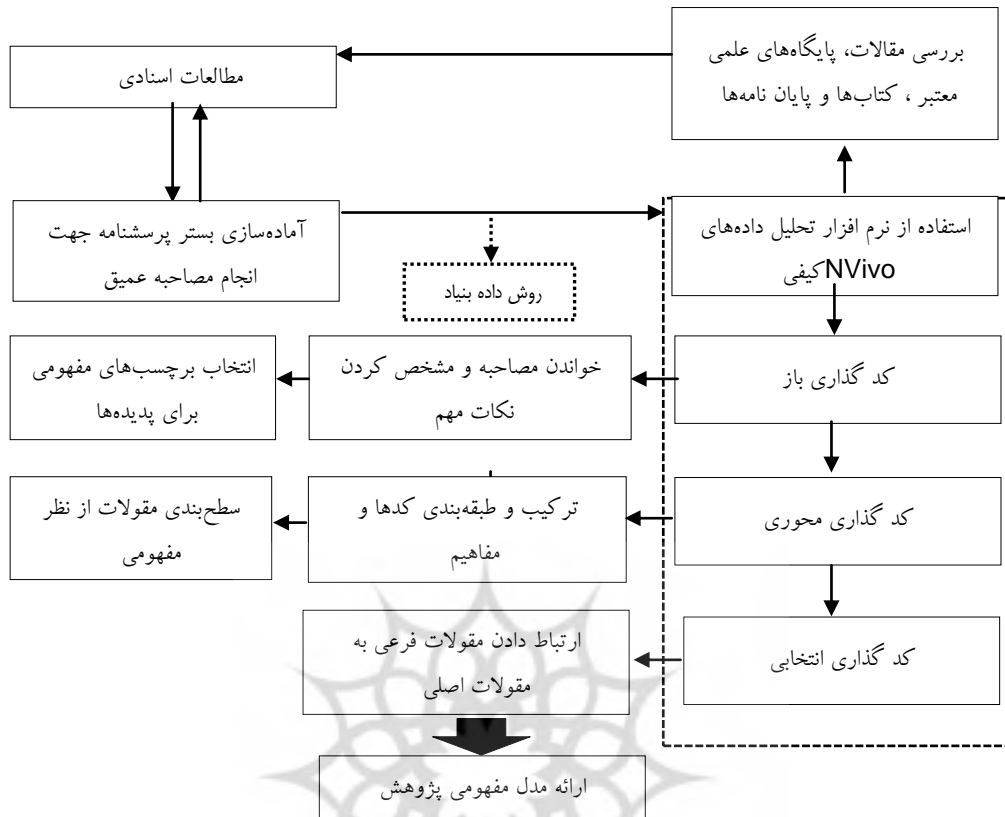 بررسی مقالات، پایگاه‌های علمی
معتبر ، کتاب‌ها و پایان نامه‌ها
مطالعات اسنادی
استفاده از نرم افزار تحلیل داده‌های
کیفیNVivo
آماده‌سازی بستر پرسشنامه جهت
انجام مصاحبه عمیق
روش داده بنیاد
کد گذاری باز
خواندن مصاحبه و مشخص کردن
نکات مهم
انتخاب برچسب‌های مفهومی
برای پدیده‌ها
کد گذاری محوری
ترکیب و طبقه‌بندی کدها و
مفاهیم
سطح‌بندی مقولات از نظر
مفهومی
کد گذاری انتخابی
ارتباط دادن مقولات فرعی به
مقولات اصلی
ارائه مدل مفهومی پژوهش